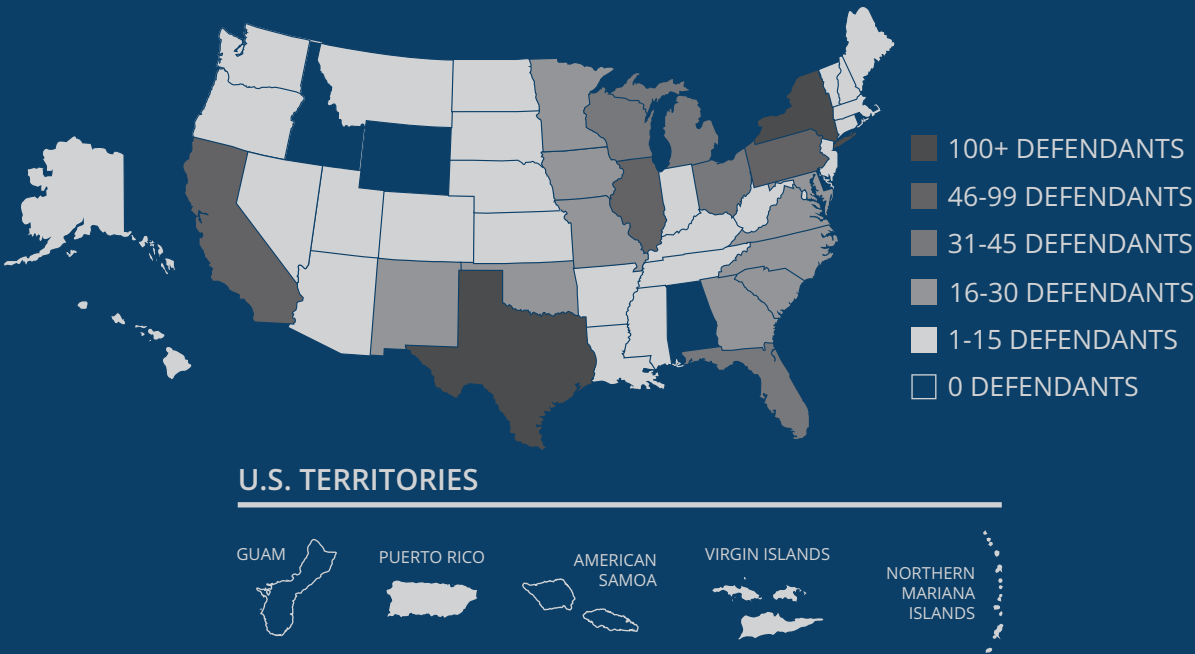 100+ DEFENDANTS
46-99 DEFENDANTS
31-45 DEFENDANTS
16-30 DEFENDANTS
1-15 DEFENDANTS
0 DEFENDANTS
U.S. TERRITORIES
GUAM
PUERTO RICO
AMERICAN
SAMOA
VIRGIN ISLANDS
NORTHERN
MARIANA
ISLANDS